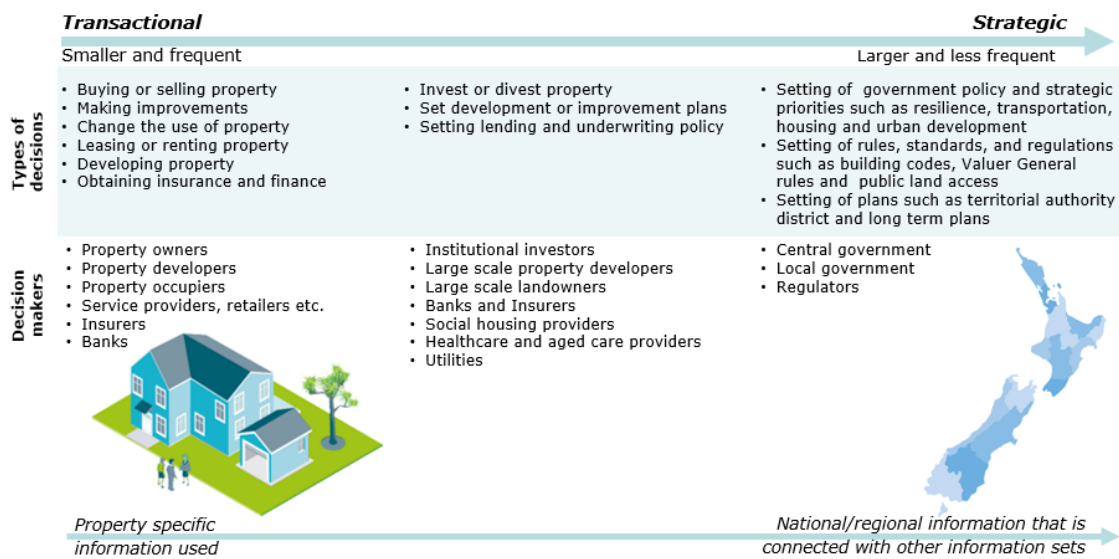 Transactional
Strategic
Smaller and frequent
Larger and less frequent
Types of
decisions
• Buying or selling property
• Making improvements
• Change the use of property
• Leasing or renting property
• Developing property
• Obtaining insurance and finance
• Invest or divest property
• Set development or improvement plans
• Setting lending and underwriting policy
• Setting of government policy and strategic
priorities such as resilience, transportation,
housing and urban development
• Setting of rules, standards, and regulations
such as building codes, Valuer General
rules and public land access
• Setting of plans such as territorial authority
district and long term plans
Decision
makers
• Property owners
• Property developers
• Property occupiers
• Service providers, retailers etc.
• Insurers
• Banks
• Institutional investors
• Large scale property developers
• Large scale landowners
• Banks and Insurers
• Social housing providers
• Healthcare and aged care providers
• Utilities
• Central government
• Local government
• Regulators
Property specific
information used
National/regional information that is
connected with other information sets